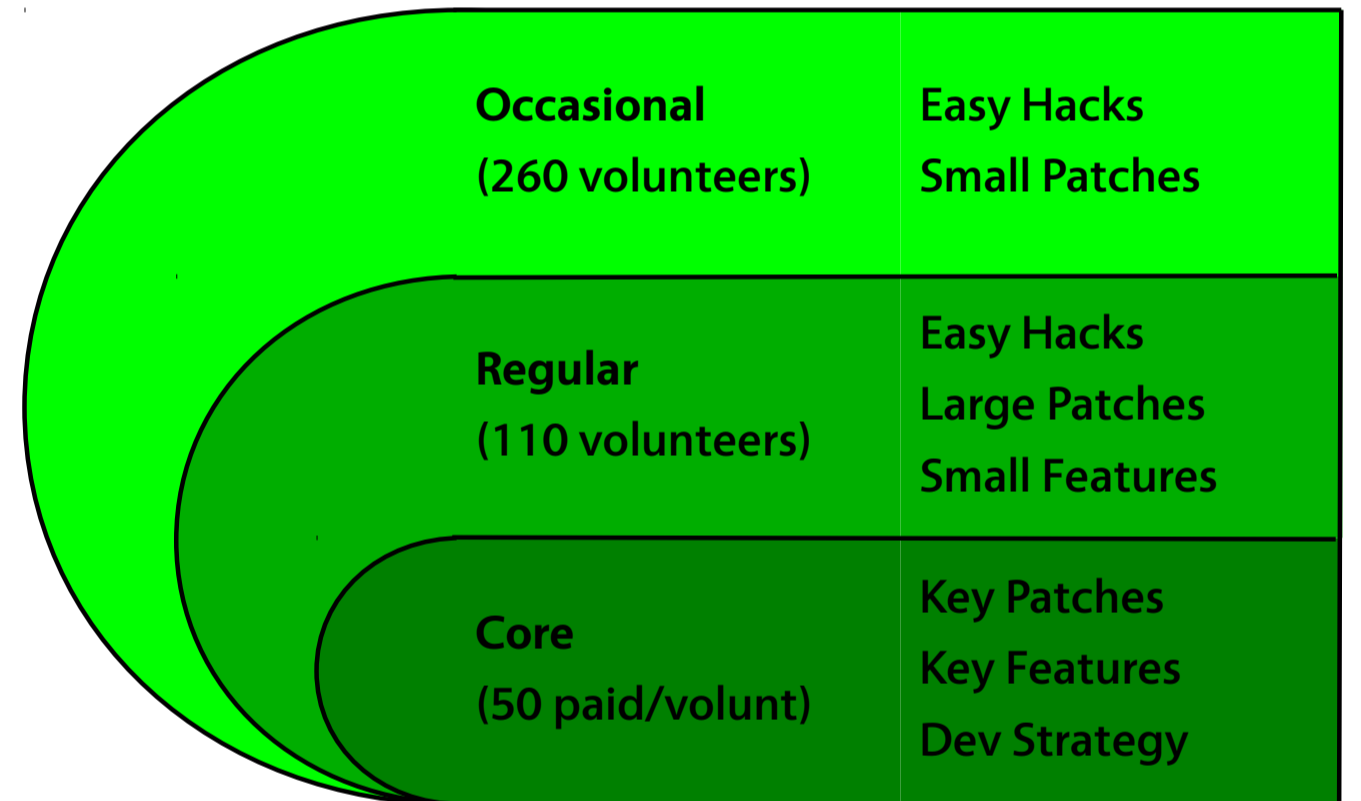 Occasional
(260 volunteers)
Easy Hacks
Small Patches
Regular
(110 volunteers)
Easy Hacks
Large Patches
Small Features
Core
(50 paid/volunt)
Key Patches
Key Features
Dev Strategy